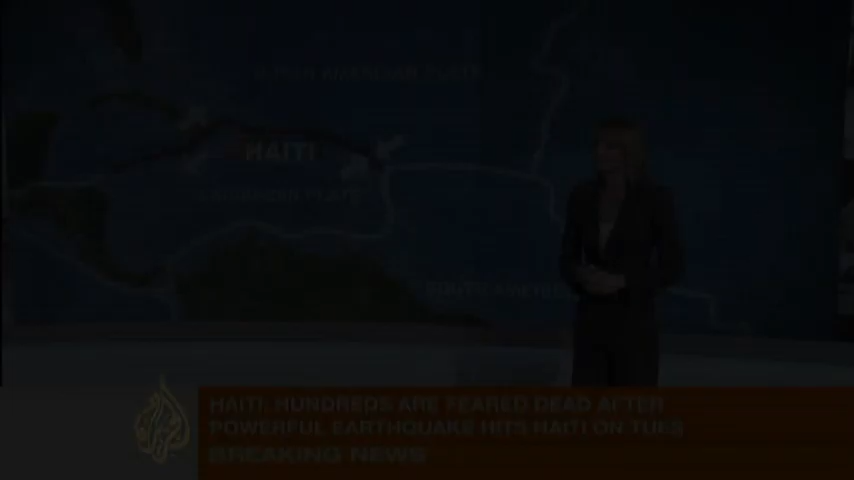 NORTH AMERICAN PLATE
HAITI
CARIBBEAN PLATE
SOUTH AMERICAN
HAITI: HUNDREDS ARE FEARED DEAD AFTER
POWERFUL EARTHQUAKE HITS HAITI ON TUES
BREAKING NEWS